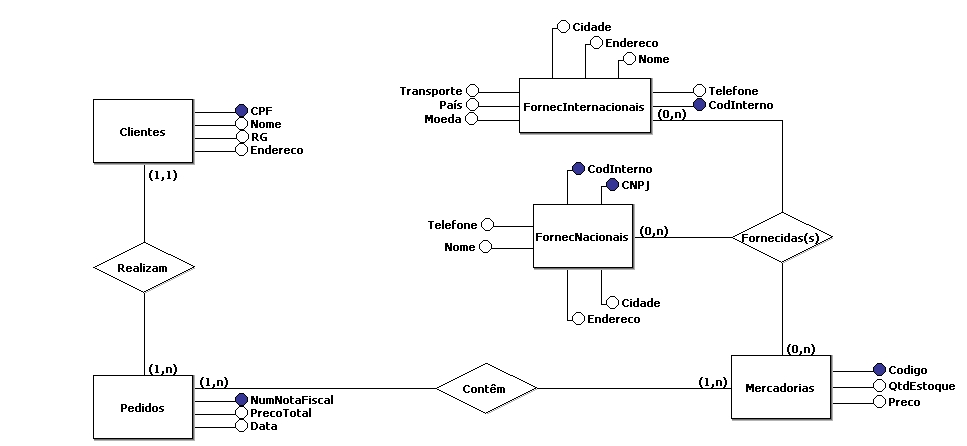 Cidade
Endereco
Nome
Transporte
País
Moeda
FornecInternacionais
Telefone
CodInterno
(0,n)
Clientes
CPF
Nome
RG
Endereco
(1,1)
CodInterno
CNPJ
Telefone
Nome
FornecNacionais
(0,n)
Fornecidas(s)
Cidade
Endereco
Realizam
(1,n)
(0,n)
Pedidos
(1,n)
NumNotaFiscal
PrecoTotal
Data
Contêm
(1,n)
Mercadorias
Codigo
QtdEstoque
Preco